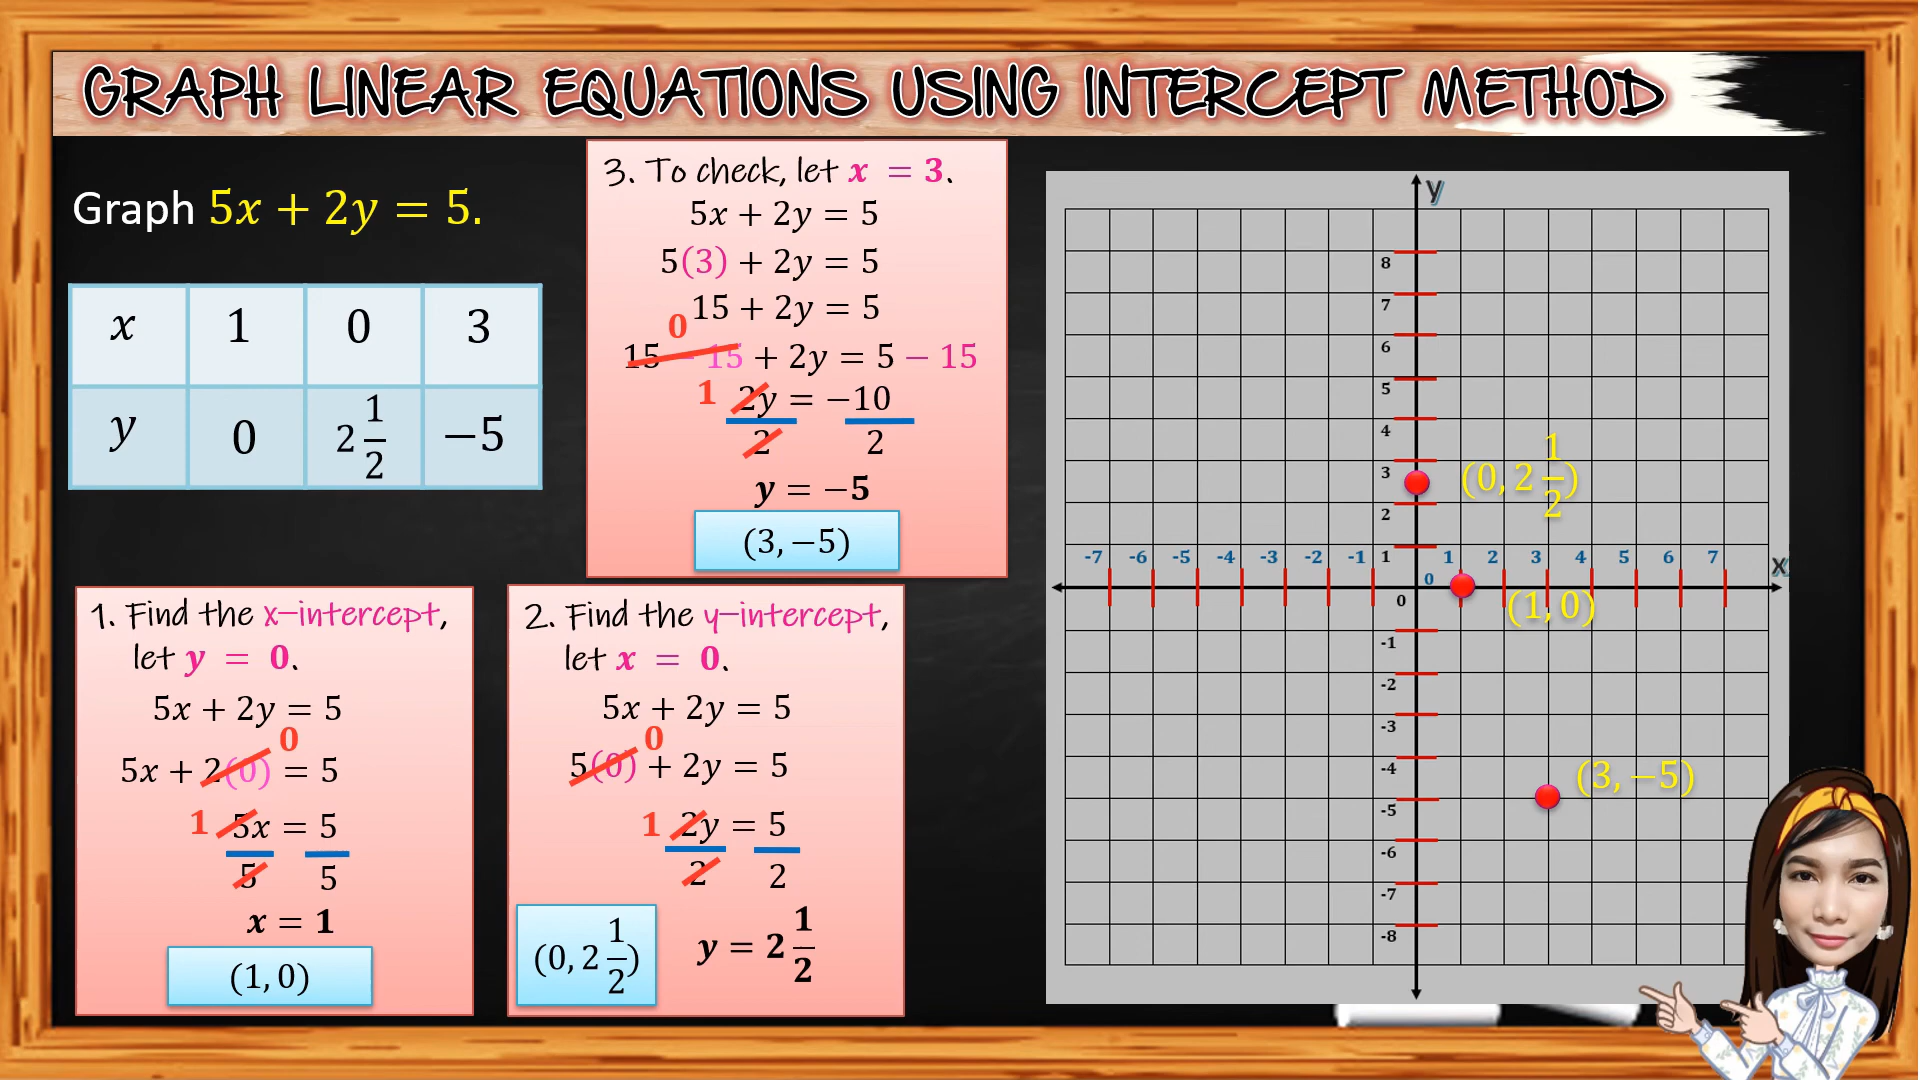 GRAPH LINEAR EQUATIONS USING INTERCEPT METHOD
Graph 5x + 2y = 5.
x 1 0 3
y 0 2 1/2 −5
1. Find the x-intercept,
let y = 0.
5x + 2y = 5
0
5x + 2(0) = 5
1 5x = 5
5 5
x = 1
(1, 0)
2. Find the y-intercept,
let x = 0.
5x + 2y = 5
0
5(0) + 2y = 5
1 2y = 5
2 2
y = 2 1/2
(0, 2 1/2)
3. To check, let x = 3.
5x + 2y = 5
5(3) + 2y = 5
15 + 2y = 5
0
15 − 15 + 2y = 5 − 15
1 2y = −10
2 2
y = −5
(3, −5)
y
8
7
6
5
4
3
(0, 2 1/2)
2
1
-7 -6 -5 -4 -3 -2 -1 1 2 3 4 5 6 7 x
0
0
(1, 0)
-1
-2
-3
-4
(3, −5)
-5
-6
-7
-8